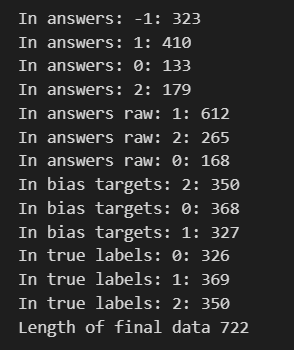 In answers: -1: 323
In answers: 1: 410
In answers: 0: 133
In answers: 2: 179
In answers raw: 1: 612
In answers raw: 2: 265
In answers raw: 0: 168
In bias targets: 2: 350
In bias targets: 0: 368
In bias targets: 1: 327
In true labels: 0: 326
In true labels: 1: 369
In true labels: 2: 350
Length of final data 722